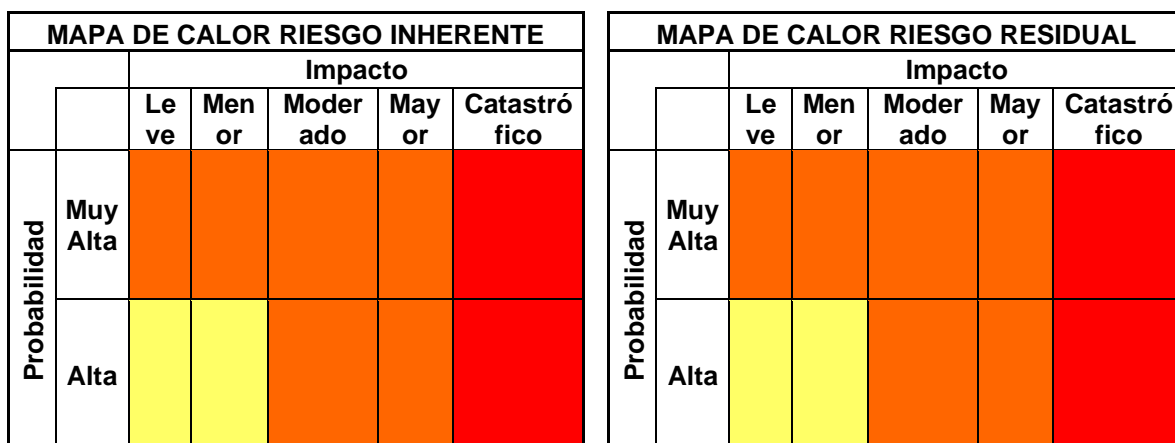 MAPA DE CALOR RIESGO INHERENTE
Impacto
Le
ve
Men
or
Moder
ado
May
or
Catastró
fico
Probabilidad
Muy
Alta
Alta
MAPA DE CALOR RIESGO RESIDUAL
Impacto
Le
ve
Men
or
Moder
ado
May
or
Catastró
fico
Probabilidad
Muy
Alta
Alta